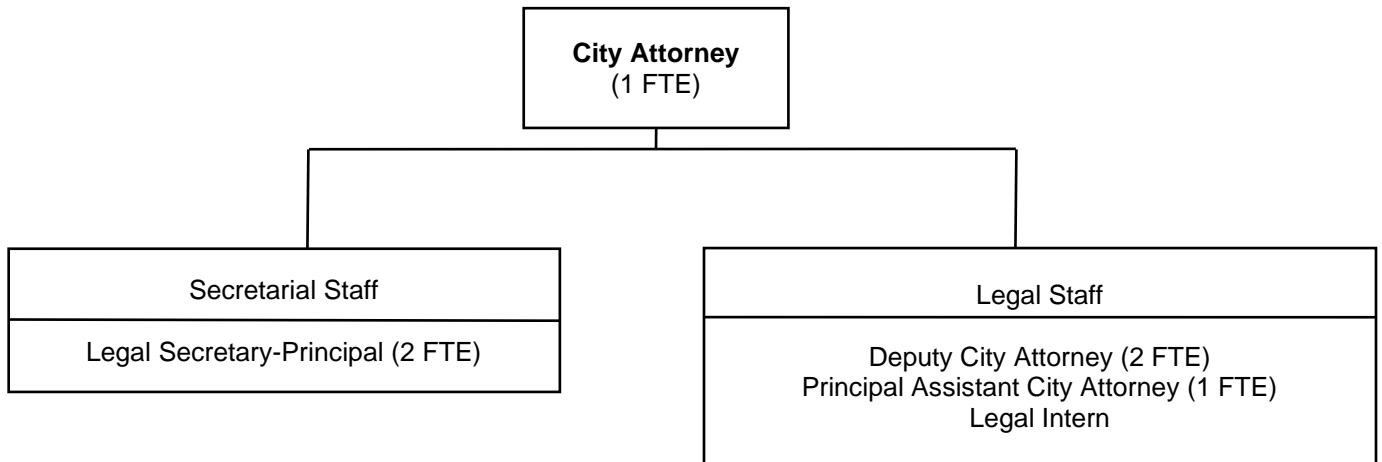 City Attorney
(1 FTE)
Secretarial Staff
Legal Secretary-Principal (2 FTE)
Legal Staff
Deputy City Attorney (2 FTE)
Principal Assistant City Attorney (1 FTE)
Legal Intern